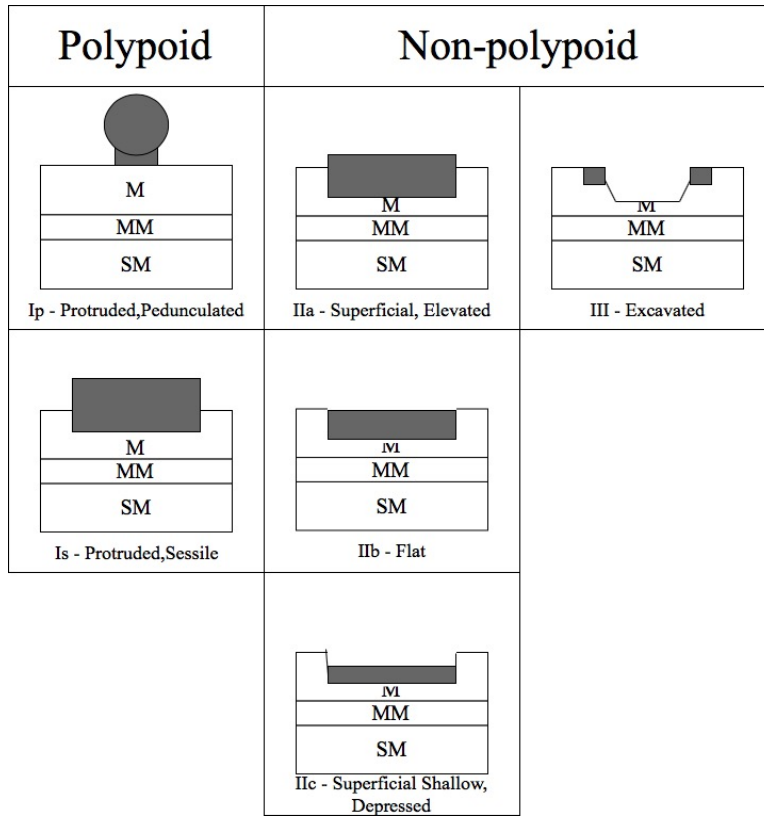 Polypoid
Non-polypoid
M
MM
SM
Ip - Protruded,Pedunculated
M
MM
SM
IIa - Superficial, Elevated
M
MM
SM
III - Excavated
M
MM
SM
Is - Protruded,Sessile
M
MM
SM
IIb - Flat
M
MM
SM
IIc - Superficial Shallow,
Depressed